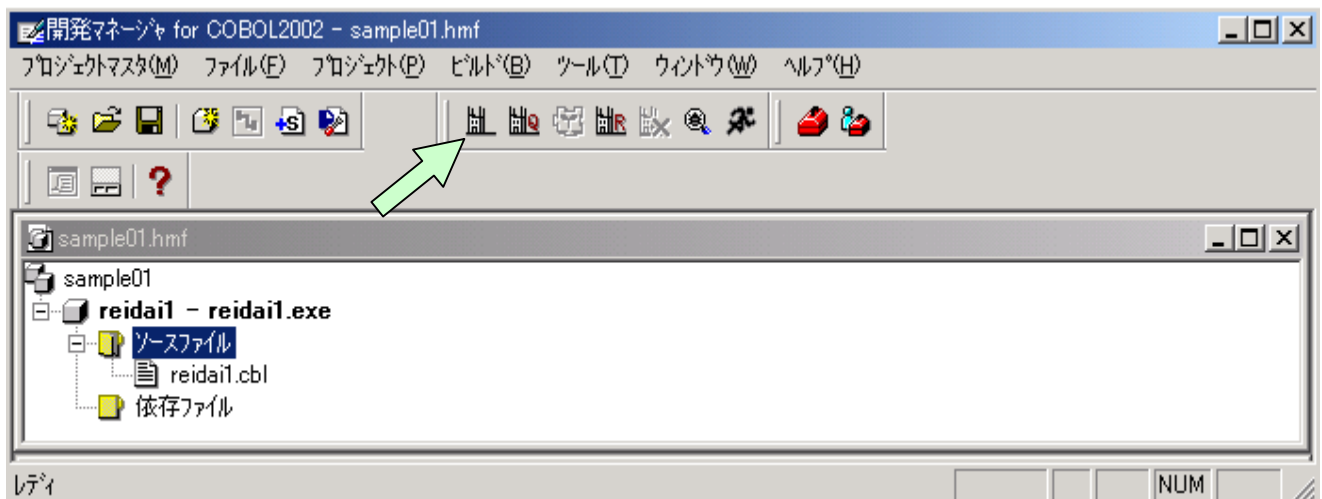 開発ﾏﾈｰｼﾞｬ for COBOL2002 - sample01.hmf
ﾌﾟﾛｼﾞｪｸﾄﾏｽﾀ(M) ﾌｧｲﾙ(F) ﾌﾟﾛｼﾞｪｸﾄ(P) ﾋﾞﾙﾄﾞ(B) ﾂｰﾙ(T) ｳｨﾝﾄﾞｳ(W) ﾍﾙﾌﾟ(H)
sample01.hmf
sample01
reidai1 - reidai1.exe
ｿｰｽﾌｧｲﾙ
reidai1.cbl
依存ﾌｧｲﾙ
ﾚﾃﾞｨ NUM